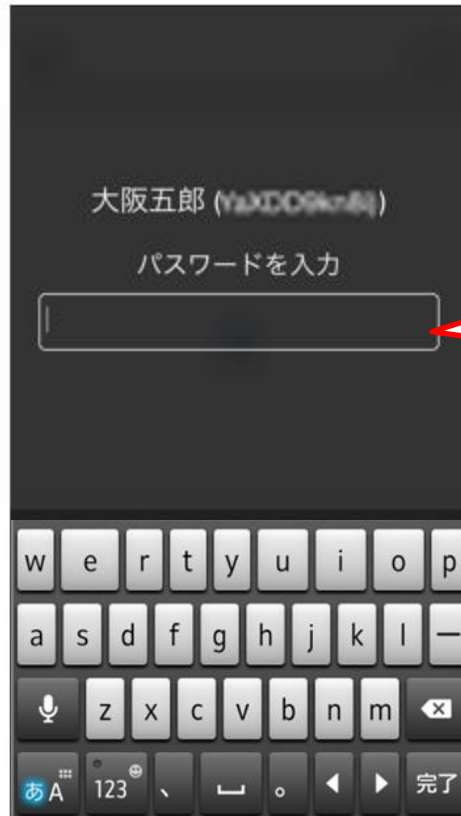 大阪五郎 ( )
パスワードを入力
w e r t y u i o p
a s d f g h j k l ー
z x c v b n m
あA 123 、 。 完了